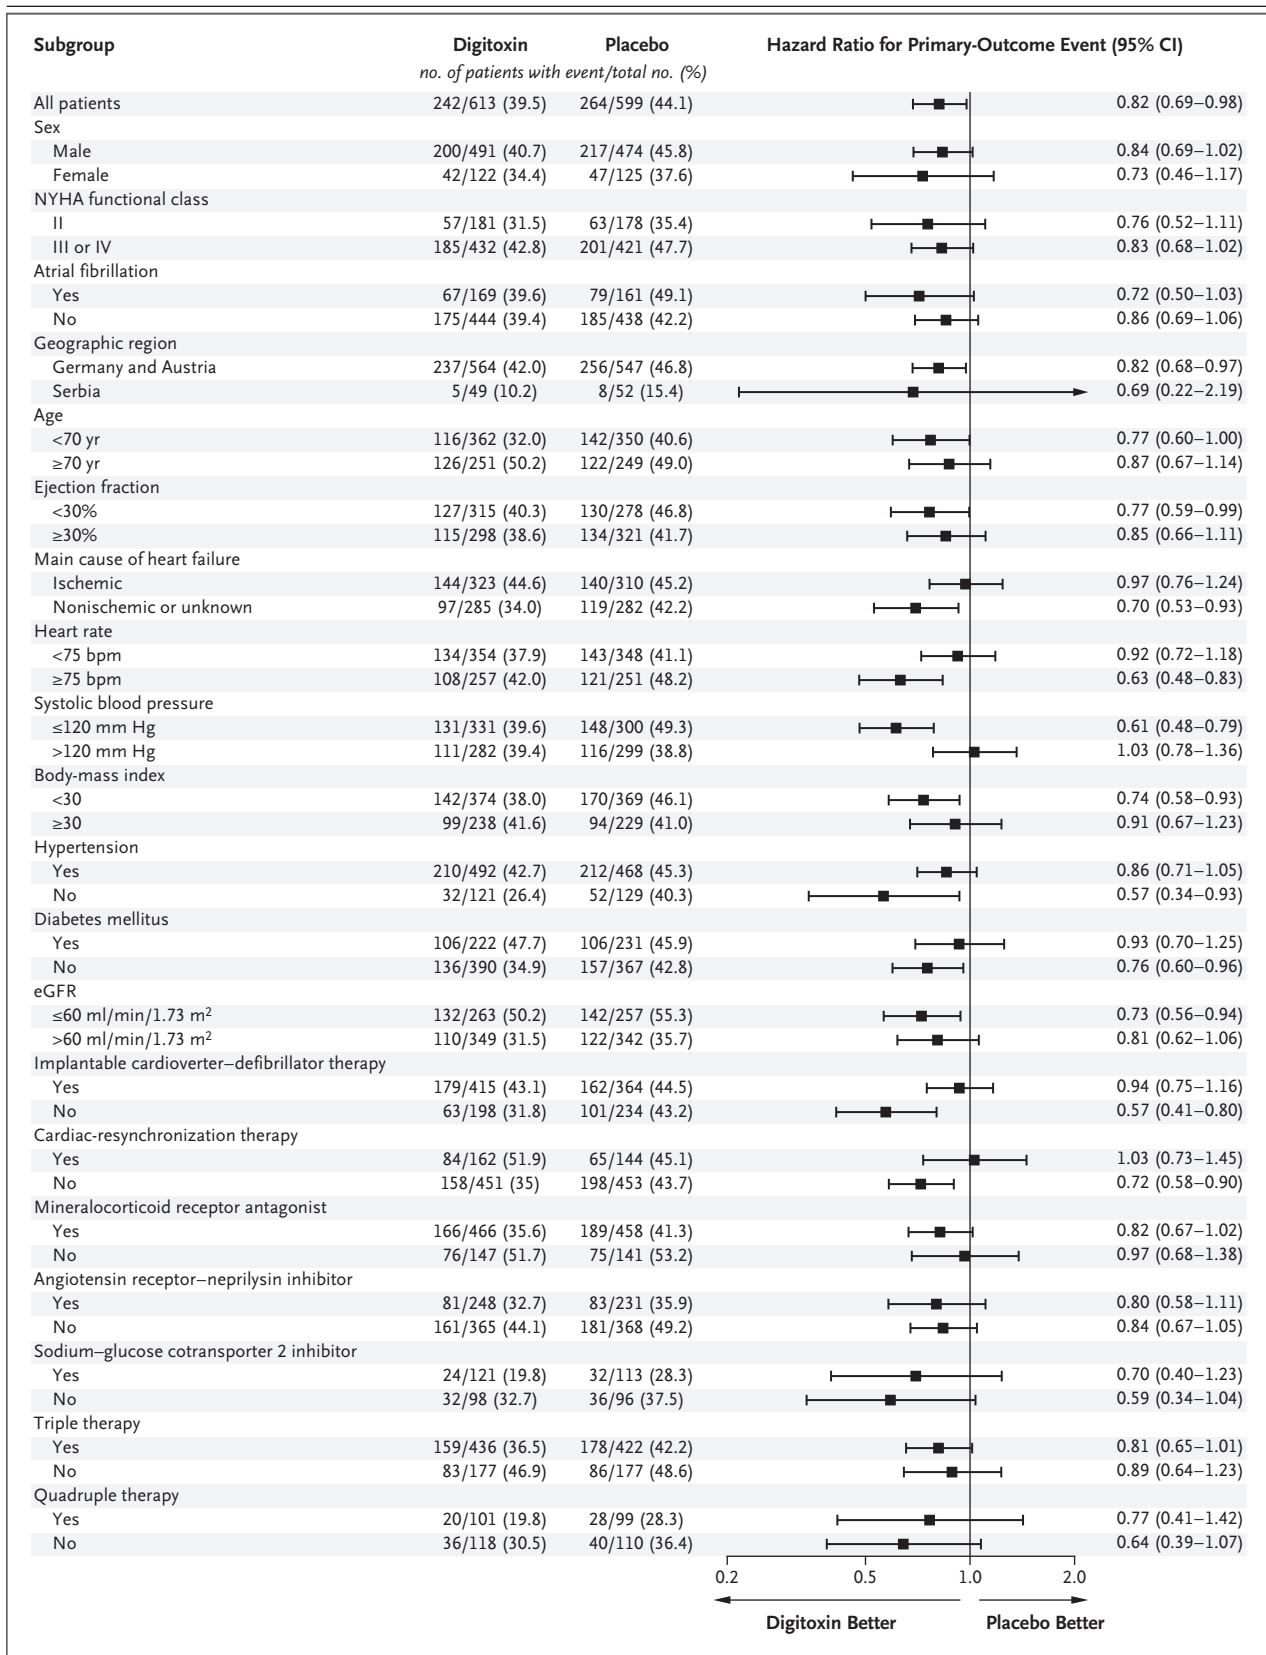 Subgroup Digitoxin Placebo Hazard Ratio for Primary-Outcome Event (95% CI)
no. of patients with event/total no. (%)
All patients 242/613 (39.5) 264/599 (44.1) 0.82 (0.69–0.98)
Sex
Male 200/491 (40.7) 217/474 (45.8) 0.84 (0.69–1.02)
Female 42/122 (34.4) 47/125 (37.6) 0.73 (0.46–1.17)
NYHA functional class
II 57/181 (31.5) 63/178 (35.4) 0.76 (0.52–1.11)
III or IV 185/432 (42.8) 201/421 (47.7) 0.83 (0.68–1.02)
Atrial fibrillation
Yes 67/169 (39.6) 79/161 (49.1) 0.72 (0.50–1.03)
No 175/444 (39.4) 185/438 (42.2) 0.86 (0.69–1.06)
Geographic region
Germany and Austria 237/564 (42.0) 256/547 (46.8) 0.82 (0.68–0.97)
Serbia 5/49 (10.2) 8/52 (15.4) 0.69 (0.22–2.19)
Age
<70 yr 116/362 (32.0) 142/350 (40.6) 0.77 (0.60–1.00)
≥70 yr 126/251 (50.2) 122/249 (49.0) 0.87 (0.67–1.14)
Ejection fraction
<30% 127/315 (40.3) 130/278 (46.8) 0.77 (0.59–0.99)
≥30% 115/298 (38.6) 134/321 (41.7) 0.85 (0.66–1.11)
Main cause of heart failure
Ischemic 144/323 (44.6) 140/310 (45.2) 0.97 (0.76–1.24)
Nonischemic or unknown 97/285 (34.0) 119/282 (42.2) 0.70 (0.53–0.93)
Heart rate
<75 bpm 134/354 (37.9) 143/348 (41.1) 0.92 (0.72–1.18)
≥75 bpm 108/257 (42.0) 121/251 (48.2) 0.63 (0.48–0.83)
Systolic blood pressure
≤120 mm Hg 131/331 (39.6) 148/300 (49.3) 0.61 (0.48–0.79)
>120 mm Hg 111/282 (39.4) 116/299 (38.8) 1.03 (0.78–1.36)
Body-mass index
<30 142/374 (38.0) 170/369 (46.1) 0.74 (0.58–0.93)
≥30 99/238 (41.6) 94/229 (41.0) 0.91 (0.67–1.23)
Hypertension
Yes 210/492 (42.7) 212/468 (45.3) 0.86 (0.71–1.05)
No 32/121 (26.4) 52/129 (40.3) 0.57 (0.34–0.93)
Diabetes mellitus
Yes 106/222 (47.7) 106/231 (45.9) 0.93 (0.70–1.25)
No 136/390 (34.9) 157/367 (42.8) 0.76 (0.60–0.96)
eGFR
≤60 ml/min/1.73 m² 132/263 (50.2) 142/257 (55.3) 0.73 (0.56–0.94)
>60 ml/min/1.73 m² 110/349 (31.5) 122/342 (35.7) 0.81 (0.62–1.06)
Implantable cardioverter–defibrillator therapy
Yes 179/415 (43.1) 162/364 (44.5) 0.94 (0.75–1.16)
No 63/198 (31.8) 101/234 (43.2) 0.57 (0.41–0.80)
Cardiac-resynchronization therapy
Yes 84/162 (51.9) 65/144 (45.1) 1.03 (0.73–1.45)
No 158/451 (35) 198/453 (43.7) 0.72 (0.58–0.90)
Mineralocorticoid receptor antagonist
Yes 166/466 (35.6) 189/458 (41.3) 0.82 (0.67–1.02)
No 76/147 (51.7) 75/141 (53.2) 0.97 (0.68–1.38)
Angiotensin receptor–neprilysin inhibitor
Yes 81/248 (32.7) 83/231 (35.9) 0.80 (0.58–1.11)
No 161/365 (44.1) 181/368 (49.2) 0.84 (0.67–1.05)
Sodium–glucose cotransporter 2 inhibitor
Yes 24/121 (19.8) 32/113 (28.3) 0.70 (0.40–1.23)
No 32/98 (32.7) 36/96 (37.5) 0.59 (0.34–1.04)
Triple therapy
Yes 159/436 (36.5) 178/422 (42.2) 0.81 (0.65–1.01)
No 83/177 (46.9) 86/177 (48.6) 0.89 (0.64–1.23)
Quadruple therapy
Yes 20/101 (19.8) 28/99 (28.3) 0.77 (0.41–1.42)
No 36/118 (30.5) 40/110 (36.4) 0.64 (0.39–1.07)
0.2 0.5 1.0 2.0
Digitoxin Better Placebo Better